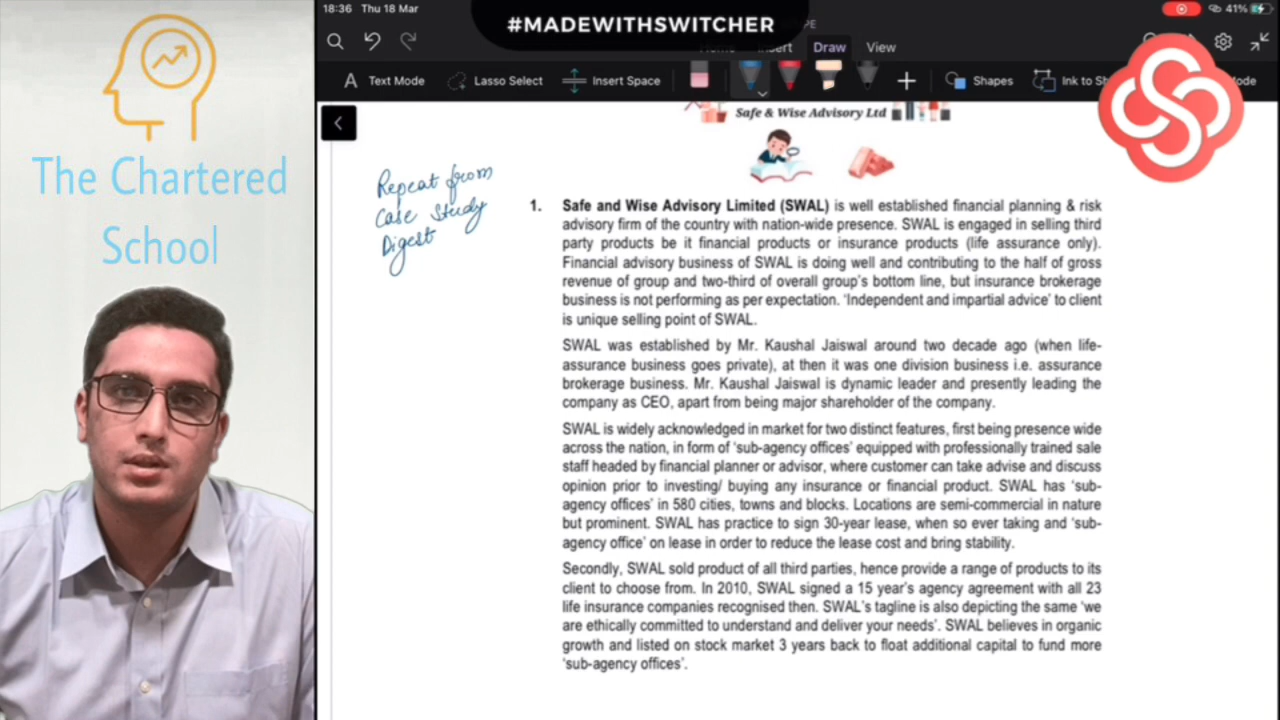 18:36 Thu 18 Mar
#MADEWITHSWITCHER
41%
Draw
View
Text Mode
Lasso Select
Insert Space
Shapes
The Chartered
School
Safe & Wise Advisory Ltd
Repeat from
Case Study
Digest
1. Safe and Wise Advisory Limited (SWAL) is well established financial planning & risk
advisory firm of the country with nation-wide presence. SWAL is engaged in selling third
party products be it financial products or insurance products (life assurance only).
Financial advisory business of SWAL is doing well and contributing to the half of gross
revenue of group and two-third of overall group's bottom line, but insurance brokerage
business is not performing as per expectation. 'Independent and impartial advice' to client
is unique selling point of SWAL.
SWAL was established by Mr. Kaushal Jaiswal around two decade ago (when life-
assurance business goes private), at then it was one division business i.e. assurance
brokerage business. Mr. Kaushal Jaiswal is dynamic leader and presently leading the
company as CEO, apart from being major shareholder of the company.
SWAL is widely acknowledged in market for two distinct features, first being presence wide
across the nation, in form of 'sub-agency offices' equipped with professionally trained sale
staff headed by financial planner or advisor, where customer can take advise and discuss
opinion prior to investing/ buying any insurance or financial product. SWAL has 'sub-
agency offices' in 580 cities, towns and blocks. Locations are semi-commercial in nature
but prominent. SWAL has practice to sign 30-year lease, when so ever taking and 'sub-
agency office' on lease in order to reduce the lease cost and bring stability.
Secondly, SWAL sold product of all third parties, hence provide a range of products to its
client to choose from. In 2010, SWAL signed a 15 year's agency agreement with all 23
life insurance companies recognised then. SWAL's tagline is also depicting the same 'we
are ethically committed to understand and deliver your needs'. SWAL believes in organic
growth and listed on stock market 3 years back to float additional capital to fund more
'sub-agency offices'.